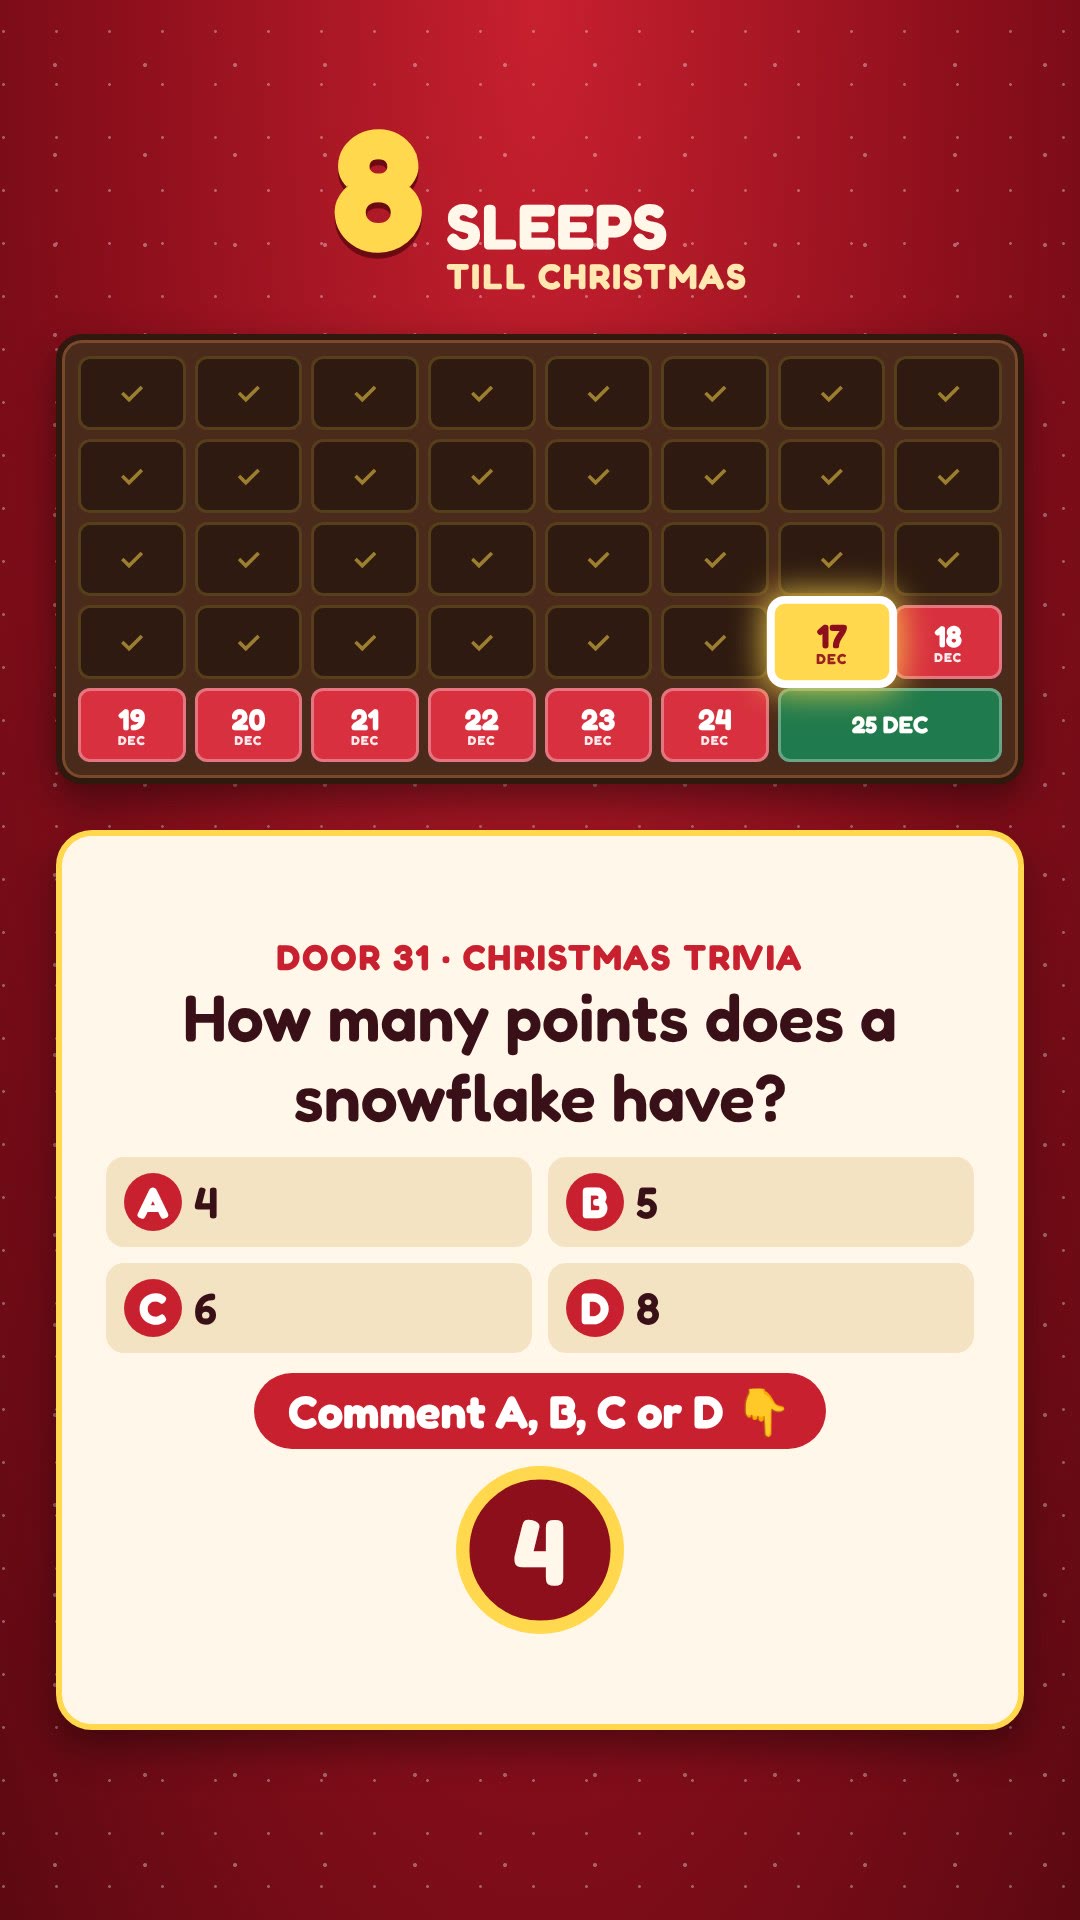 8
SLEEPS
TILL CHRISTMAS
17
DEC
18
DEC
19
DEC
20
DEC
21
DEC
22
DEC
23
DEC
24
DEC
25 DEC
DOOR 31 · CHRISTMAS TRIVIA
How many points does a
snowflake have?
A 4
B 5
C 6
D 8
Comment A, B, C or D 👇
4